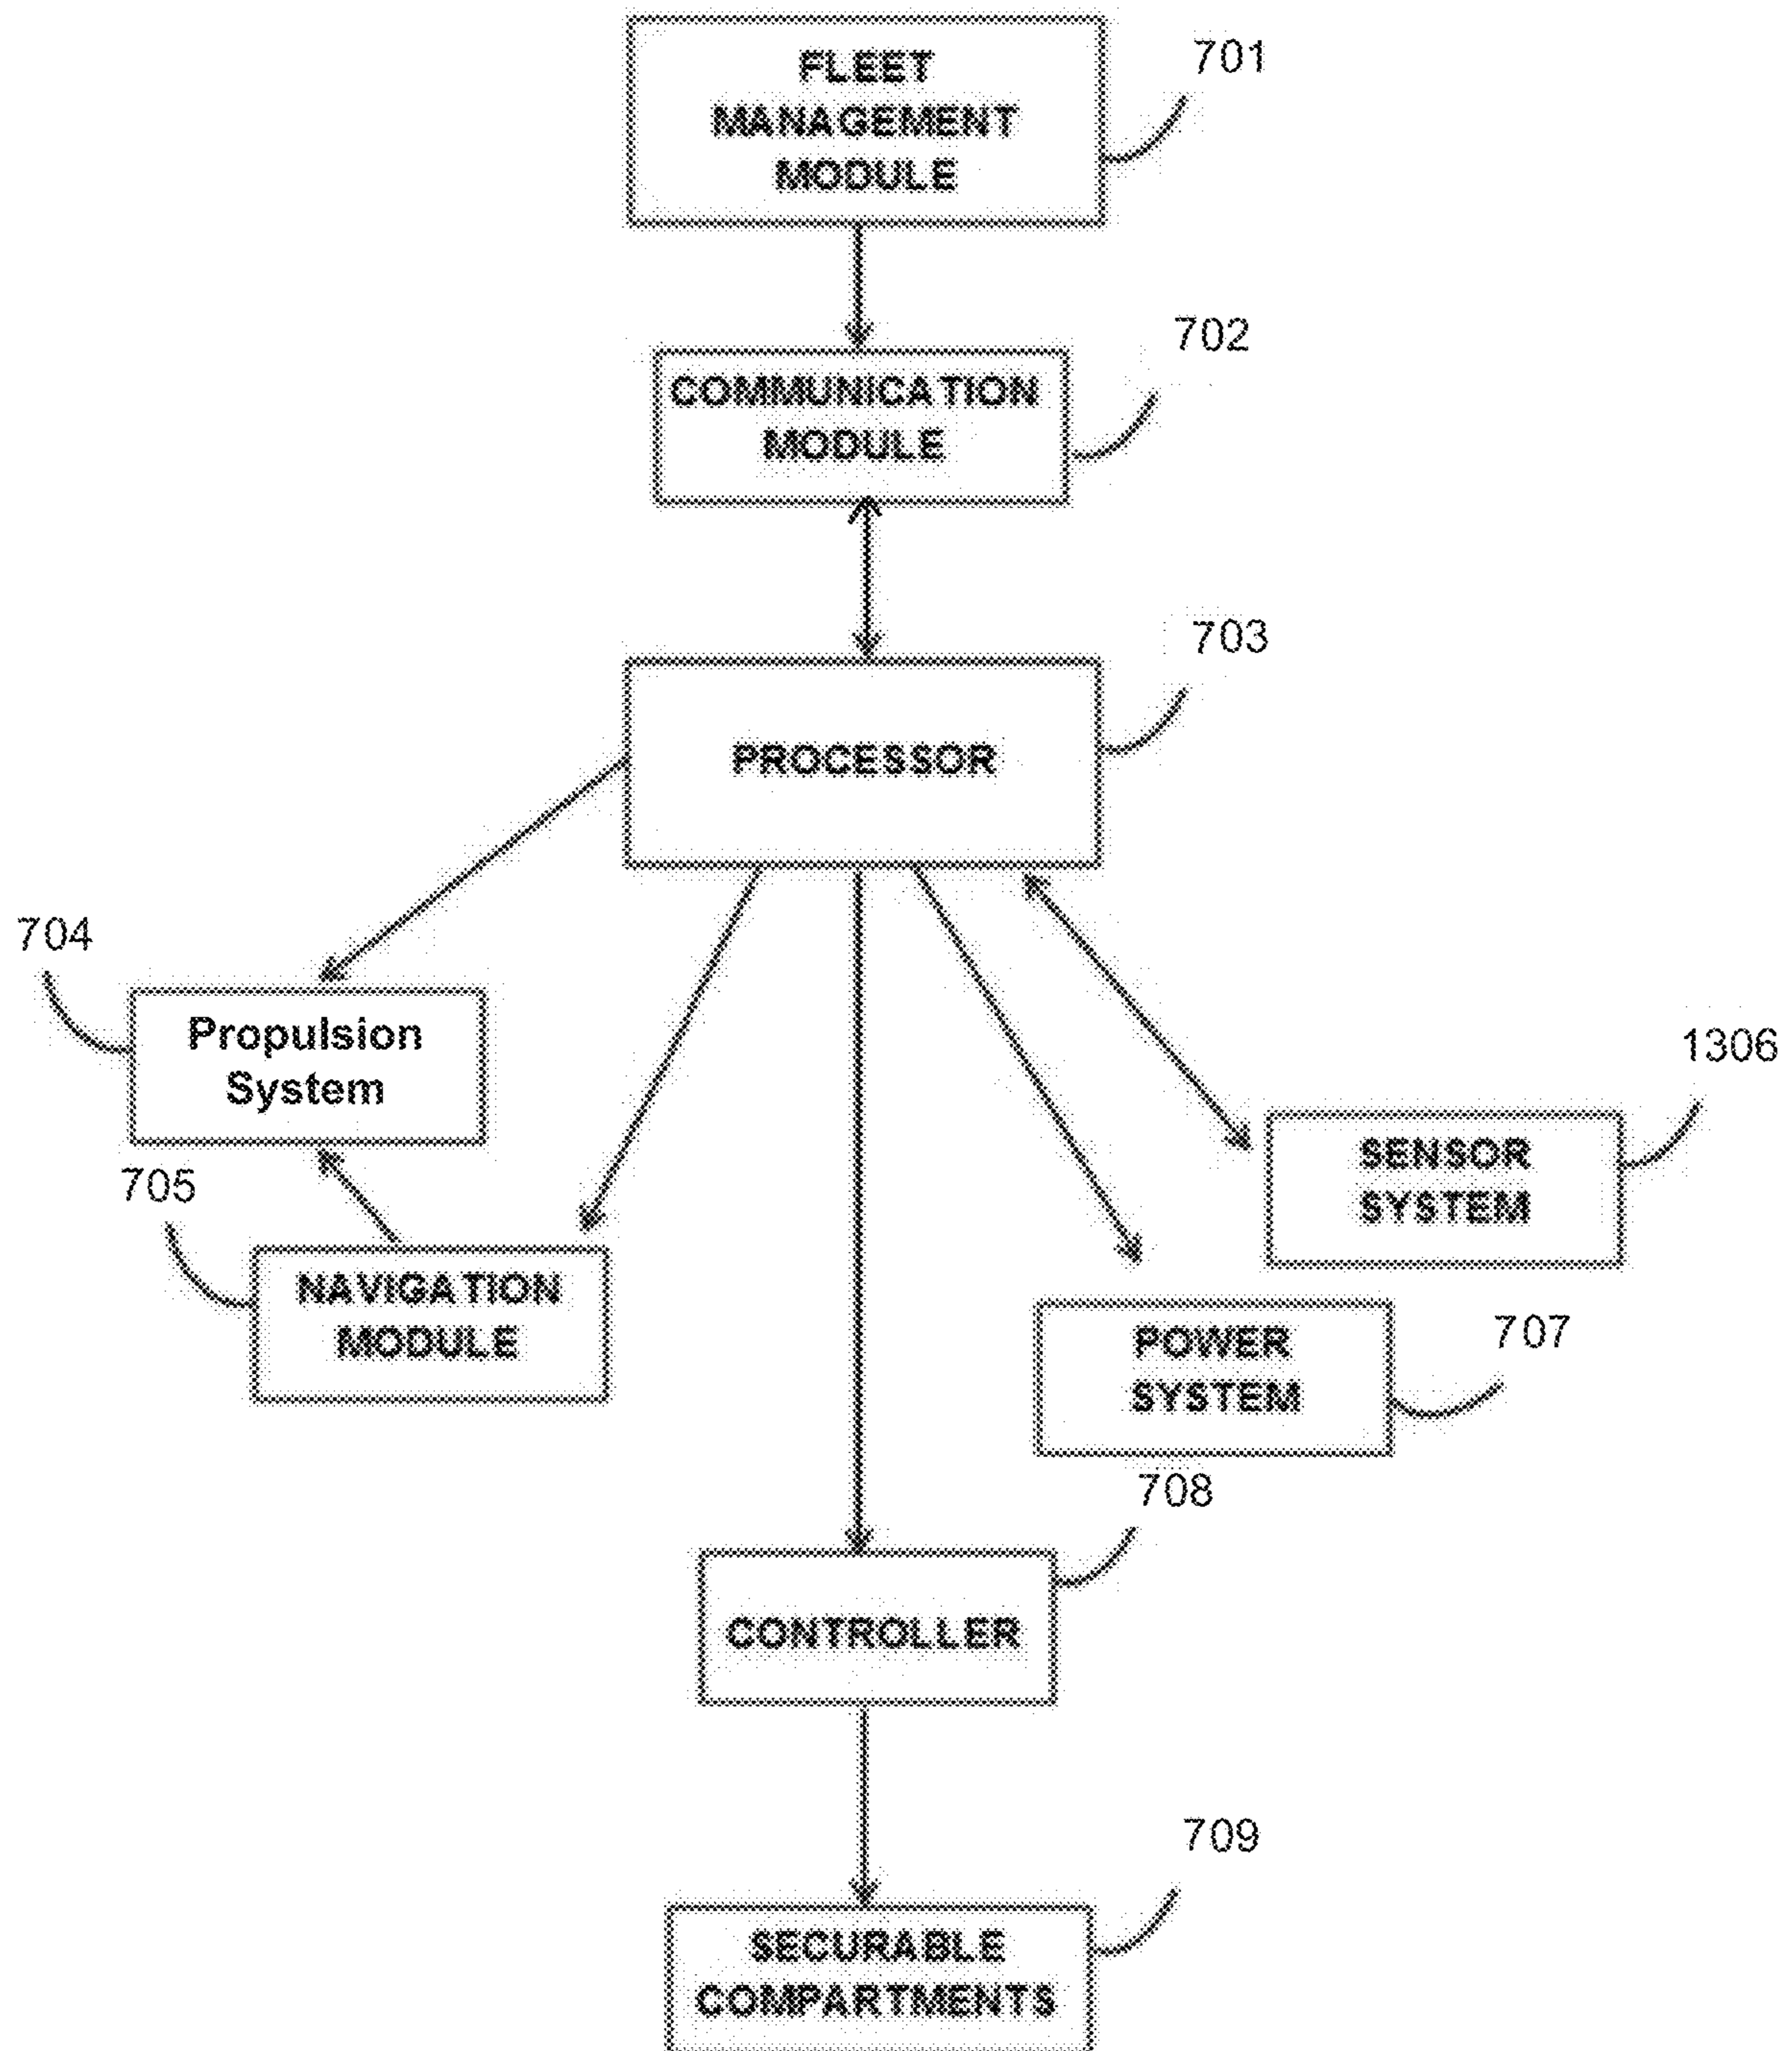 FLEET
MANAGEMENT
MODULE
701
COMMUNICATION
MODULE
702
PROCESSOR
703
704
Propulsion
System
705
NAVIGATION
MODULE
1306
SENSOR
SYSTEM
POWER
SYSTEM
707
708
CONTROLLER
709
SECURABLE
COMPARTMENTS